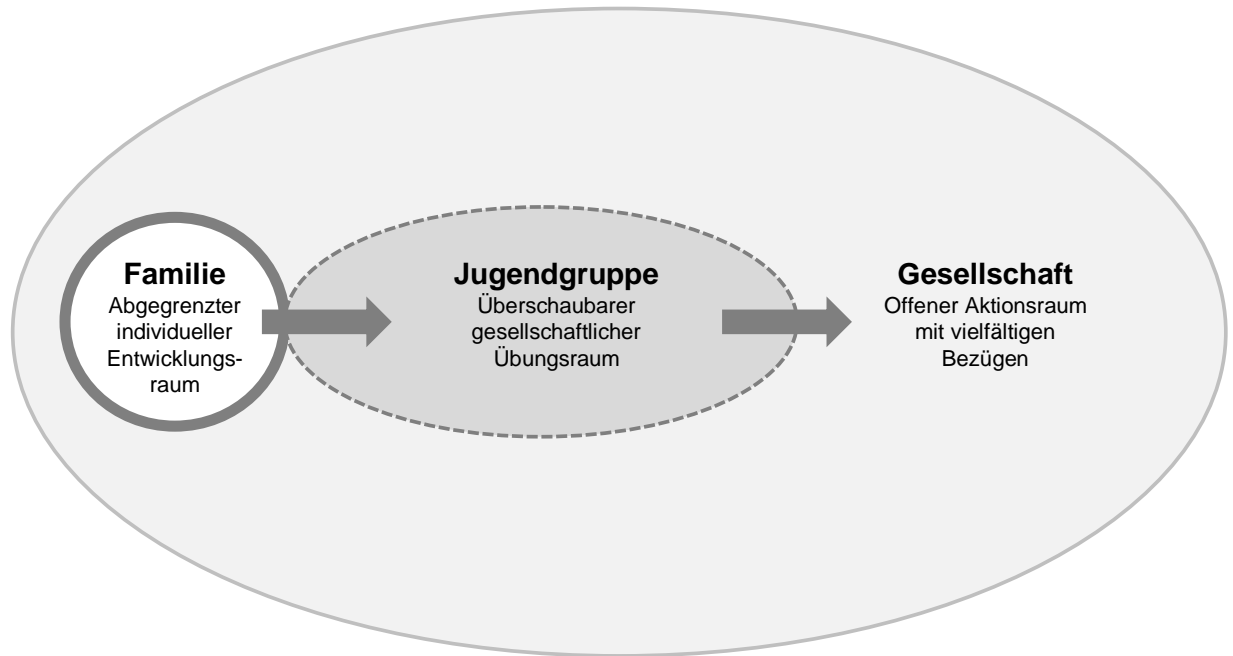 Familie
Abgegrenzter
individueller
Entwicklungs-
raum
Jugendgruppe
Überschaubarer
gesellschaftlicher
Übungsraum
Gesellschaft
Offener Aktionsraum
mit vielfältigen
Bezügen